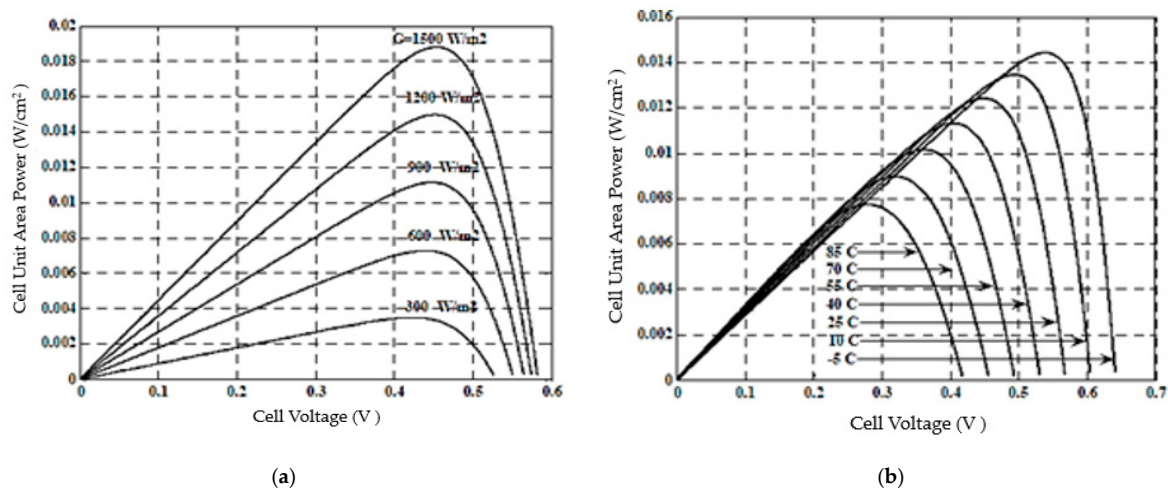 0.02
0.018
0.016
0.014
0.012
0.01
0.008
0.006
0.004
0.002
0
0 0.1 0.2 0.3 0.4 0.5 0.6
Cell Unit Area Power (W/cm²)
Cell Voltage (V )
G=1500 W/m2
1200 W/m2
900 W/m2
600 W/m2
300 W/m2
(a)
0.016
0.014
0.012
0.01
0.008
0.006
0.004
0.002
0
0 0.1 0.2 0.3 0.4 0.5 0.6 0.7
Cell Unit Area Power (W/cm²)
Cell Voltage (V )
85 C
70 C
55 C
40 C
25 C
10 C
-5 C
(b)